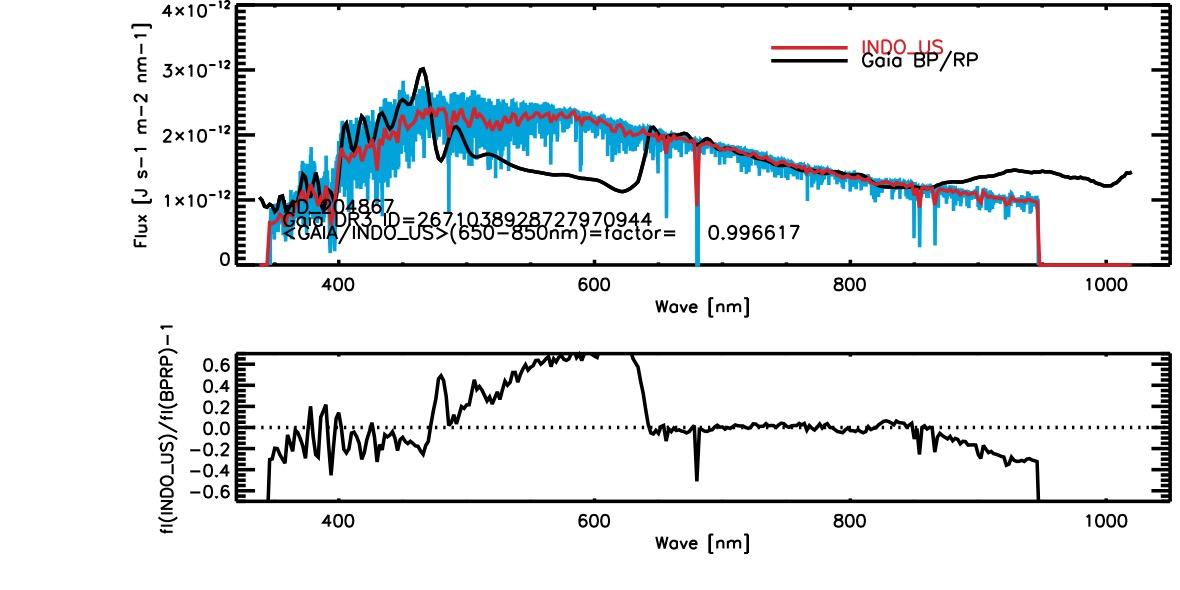 4×10−12
3×10−12
2×10−12
1×10−12
0
Flux [J s−1 m−2 nm−1]
INDO_US
Gaia BP/RP
HD_204867
Gaia DR3 ID=2671038928727970944
<GAIA/INDO_US>(650−850nm)=factor= 0.996617
400 600 800 1000
Wave [nm]
fl(INDO_US)/fl(BPRP)−1
0.6
0.4
0.2
0.0
−0.2
−0.4
−0.6
400 600 800 1000
Wave [nm]